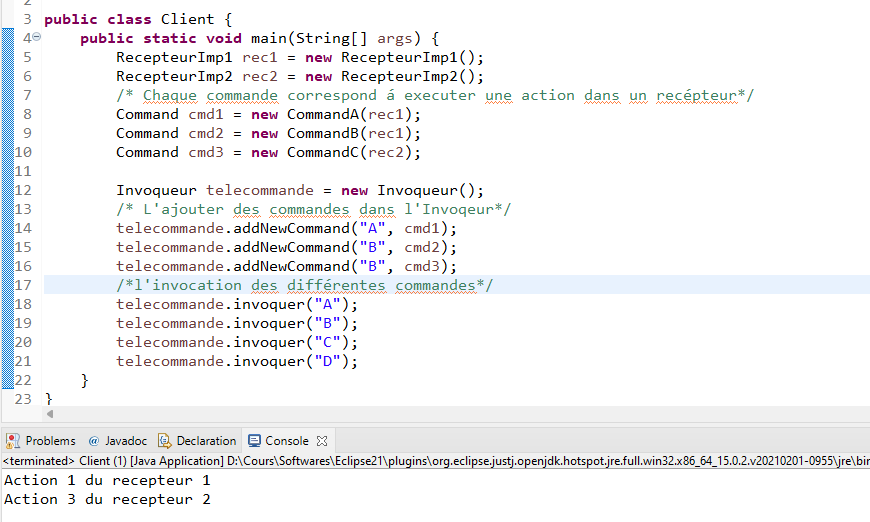 3 public class Client {
4 public static void main(String[] args) {
5 RecepteurImp1 rec1 = new RecepteurImp1();
6 RecepteurImp2 rec2 = new RecepteurImp2();
7 /* Chaque commande correspond á executer une action dans un recépteur*/
8 Command cmd1 = new CommandA(rec1);
9 Command cmd2 = new CommandB(rec1);
10 Command cmd3 = new CommandC(rec2);
11
12 Invoqueur telecommande = new Invoqueur();
13 /* L'ajouter des commandes dans l'Invoqeur*/
14 telecommande.addNewCommand("A", cmd1);
15 telecommande.addNewCommand("B", cmd2);
16 telecommande.addNewCommand("B", cmd3);
17 /*l'invocation des différentes commandes*/
18 telecommande.invoquer("A");
19 telecommande.invoquer("B");
20 telecommande.invoquer("C");
21 telecommande.invoquer("D");
22 }
23 }
Problems @ Javadoc Declaration Console
<terminated> Client (1) [Java Application] D:\Cours\Softwares\Eclipse21\plugins\org.eclipse.justj.openjdk.hotspot.jre.full.win32.x86_64_15.0.2.v20210201-0955\jre\bin
Action 1 du recepteur 1
Action 3 du recepteur 2